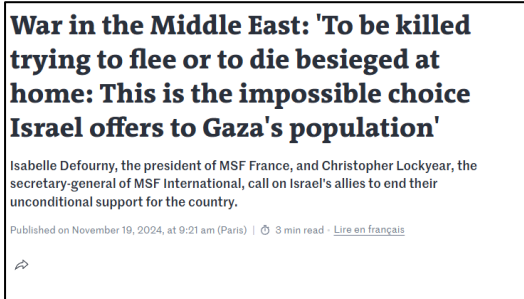 War in the Middle East: 'To be killed
trying to flee or to die besieged at
home: This is the impossible choice
Israel offers to Gaza's population'
Isabelle Defourny, the president of MSF France, and Christopher Lockyear, the
secretary-general of MSF International, call on Israel's allies to end their
unconditional support for the country.
Published on November 19, 2024, at 9:21 am (Paris) | 3 min read · Lire en français